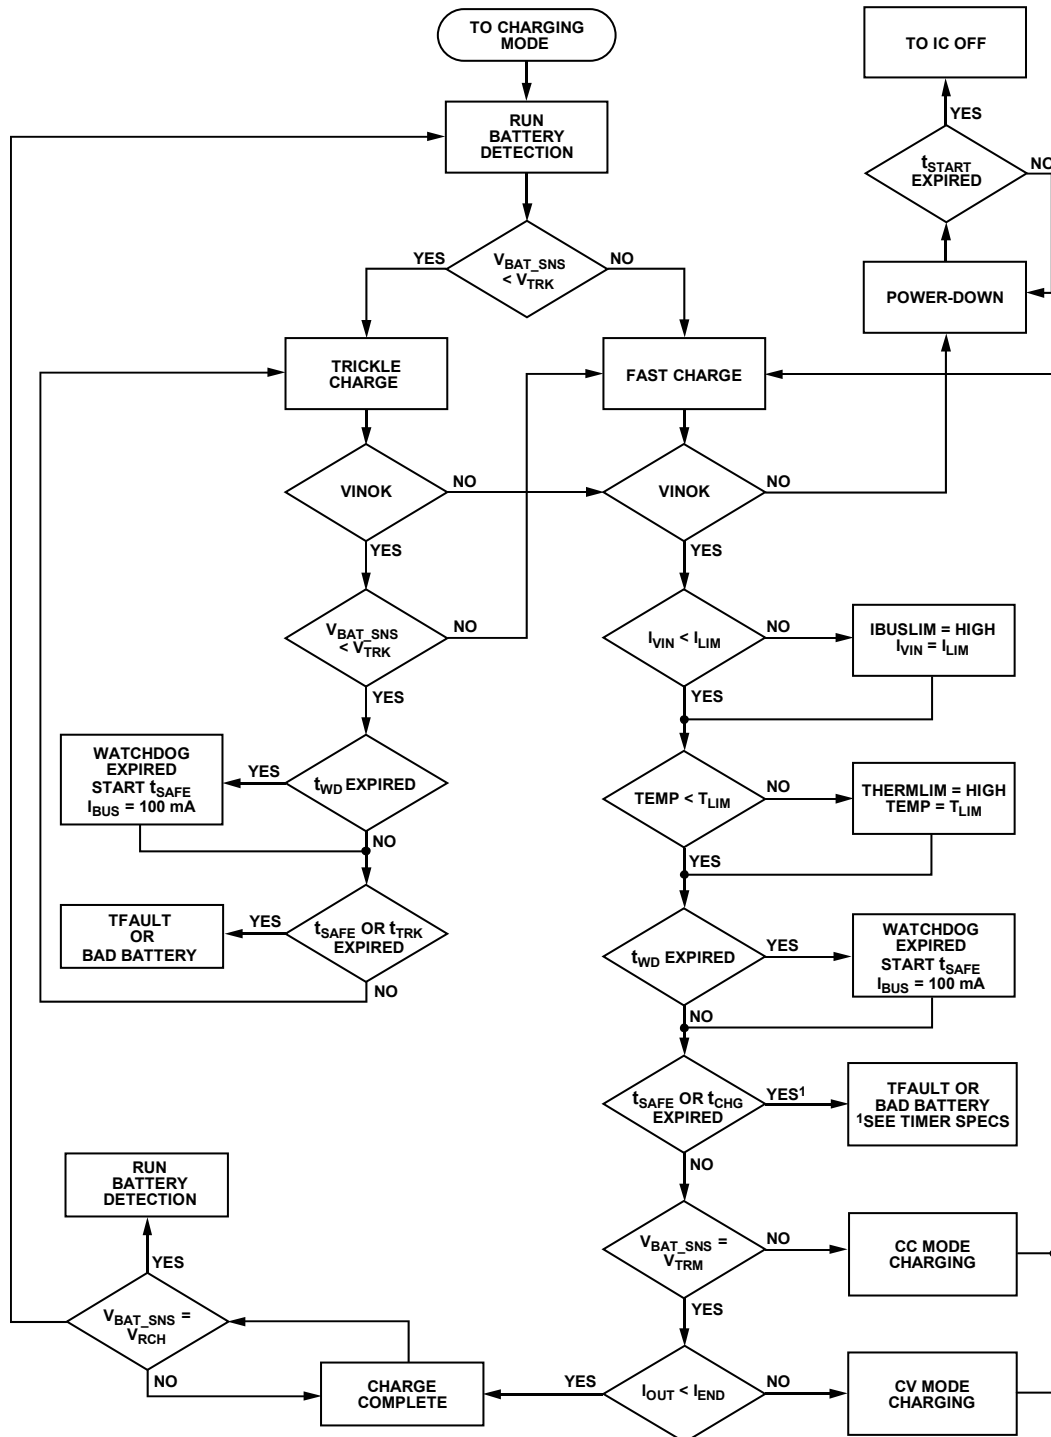 TO CHARGING
MODE
TO IC OFF
YES
RUN
BATTERY
DETECTION
tSTART
EXPIRED
NO
YES
VBAT_SNS
< VTRK
NO
POWER-DOWN
TRICKLE
CHARGE
FAST CHARGE
VINOK
NO
VINOK
NO
YES
YES
VBAT_SNS
< VTRK
NO
IVIN < ILIM
NO
IBUSLIM = HIGH
IVIN = ILIM
YES
YES
WATCHDOG
EXPIRED
START tSAFE
IBUS = 100 mA
YES
tWD EXPIRED
TEMP < TLIM
NO
THERMLIM = HIGH
TEMP = TLIM
NO
YES
TFAULT
OR
BAD BATTERY
YES
tSAFE OR tTRK
EXPIRED
NO
tWD EXPIRED
YES
WATCHDOG
EXPIRED
START tSAFE
IBUS = 100 mA
NO
tSAFE OR tCHG
EXPIRED
YES1
TFAULT OR
BAD BATTERY
1SEE TIMER SPECS
NO
RUN
BATTERY
DETECTION
YES
VBAT_SNS =
VTRM
NO
CC MODE
CHARGING
YES
VBAT_SNS =
VRCH
NO
CHARGE
COMPLETE
YES
IOUT < IEND
NO
CV MODE
CHARGING